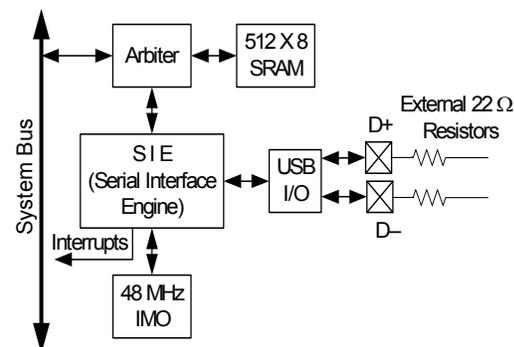 Arbiter
512 X 8
SRAM
External 22 Ω
Resistors
D+
S I E
(Serial Interface
Engine)
USB
I/O
D–
System Bus
Interrupts
48 MHz
IMO